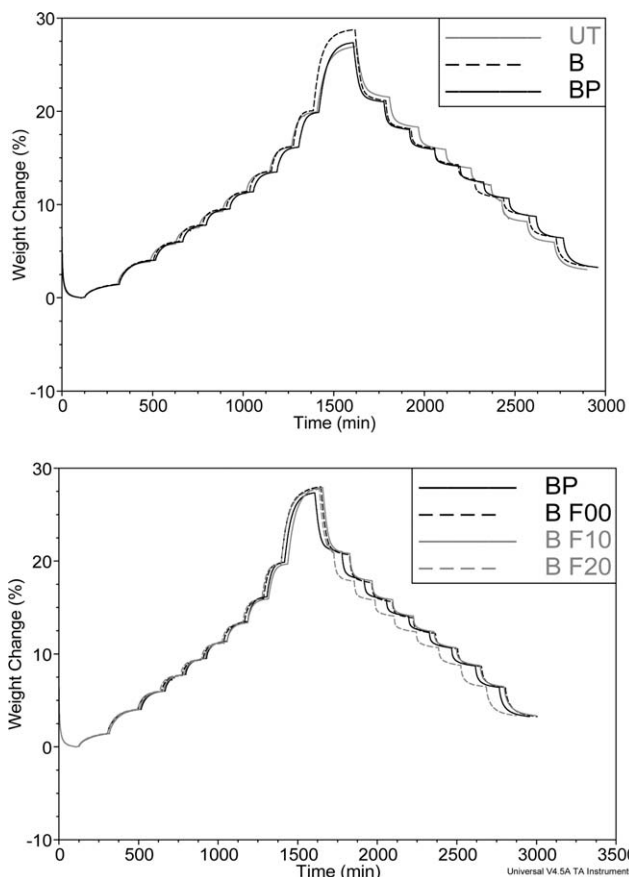 30
20
10
0
-10
Weight Change (%)
UT
B
BP
0 500 1000 1500 2000 2500 3000
Time (min)
30
20
10
0
-10
Weight Change (%)
BP
B F00
B F10
B F20
0 500 1000 1500 2000 2500 3000 3500
Time (min)
Universal V4.5A TA Instrument